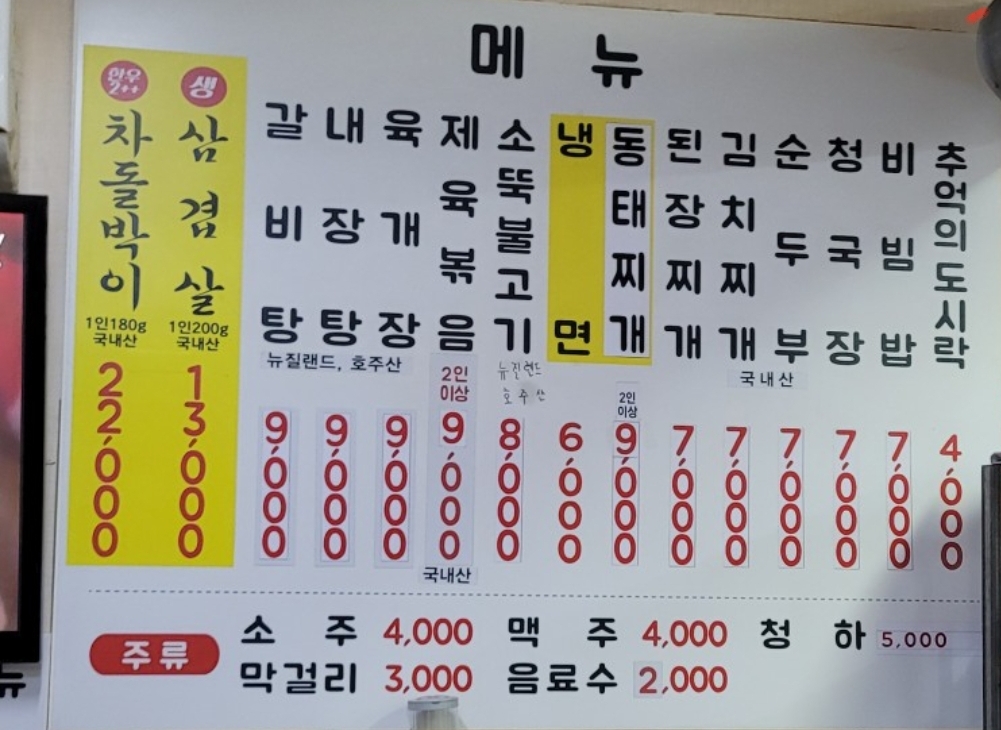 메뉴
한우 2++
차돌박이
1인180g
국내산
22,000
생
삼겹살
1인200g
국내산
13,000
갈비탕
9,000
내장탕
9,000
육개장
9,000
뉴질랜드, 호주산
제육볶음
2인
이상
9,000
국내산
소뚝불고기
뉴질랜드
호주산
8,000
냉면
6,000
동태찌개
2인
이상
9,000
된장찌개
7,000
김치찌개
국내산
7,000
순두부
7,000
청국장
7,000
비빔밥
7,000
추억의도시락
4,000
주류
소주 4,000 맥주 4,000 청하 5,000
막걸리 3,000 음료수 2,000
뉴